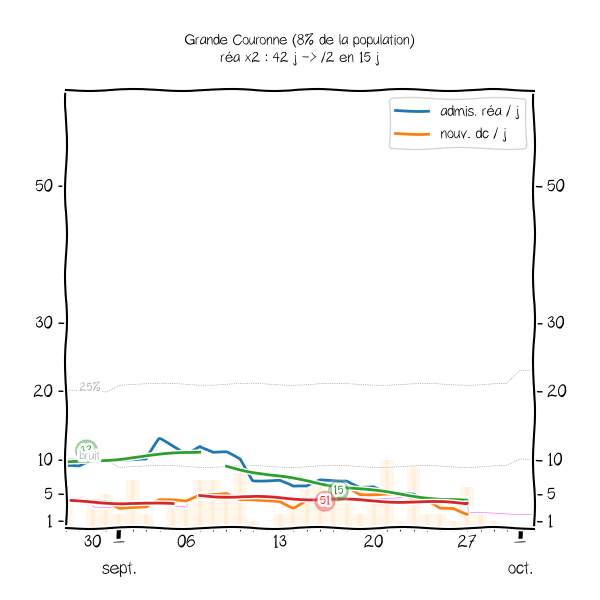 Grande Couronne (8% de la population)
réa x2 : 42 j -> /2 en 15 j
admis. réa / j
nouv. dc / j
50
50
30
30
25%
20
20
bruit
10
10
15
5
5
51
1
1
30
06
13
20
27
sept.
oct.